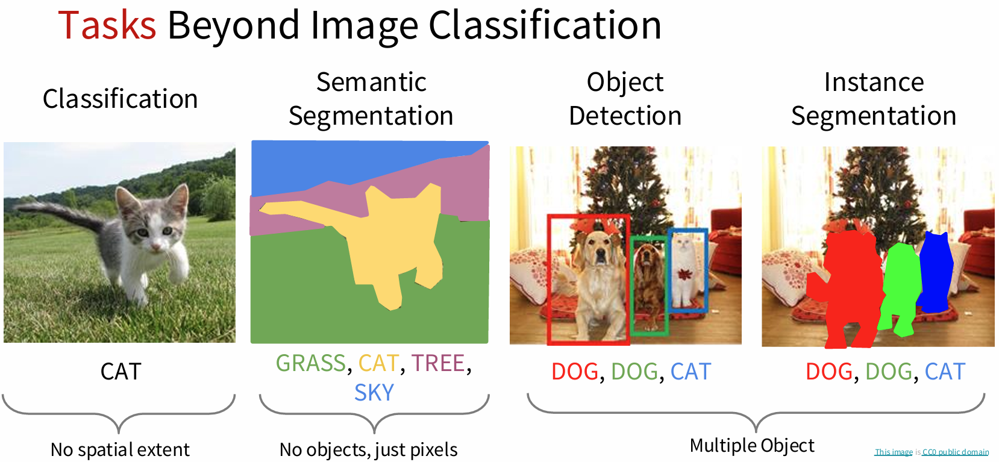 Tasks Beyond Image Classification
Classification
Semantic
Segmentation
Object
Detection
Instance
Segmentation
CAT
GRASS, CAT, TREE,
SKY
DOG, DOG, CAT
DOG, DOG, CAT
No spatial extent
No objects, just pixels
Multiple Object
This image is CC0 public domain